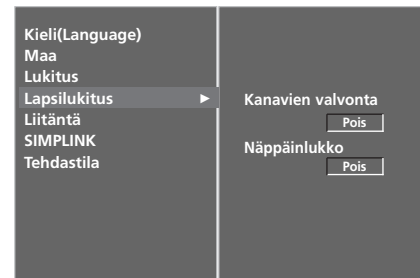 Kieli(Language)
Maa
Lukitus
Lapsilukitus ►
Liitäntä
SIMPLINK
Tehdastila
Kanavien valvonta
Pois
Näppäinlukko
Pois